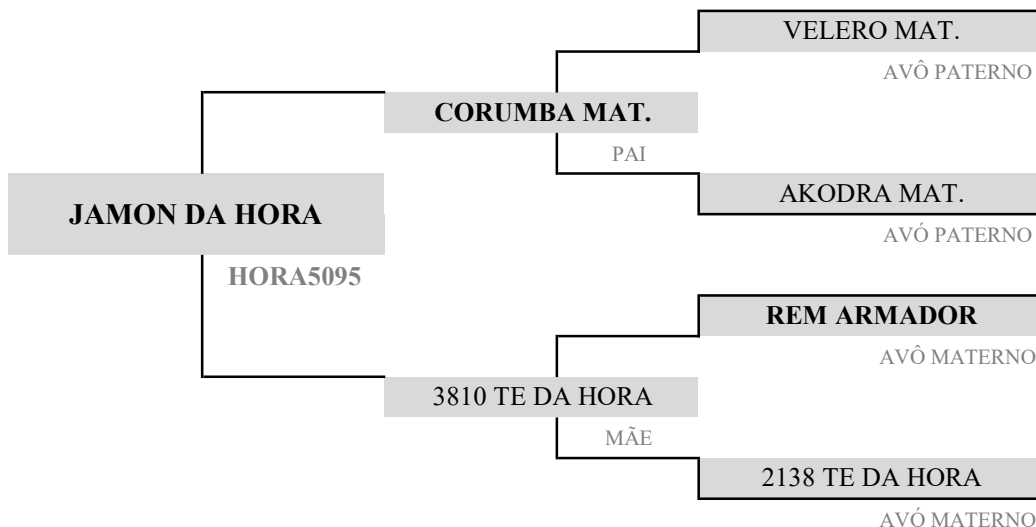 VELERO MAT.
AVÔ PATERNO
CORUMBA MAT.
PAI
AKODRA MAT.
AVÓ PATERNO
JAMON DA HORA
HORA5095
REM ARMADOR
AVÔ MATERNO
3810 TE DA HORA
MÃE
2138 TE DA HORA
AVÓ MATERNO